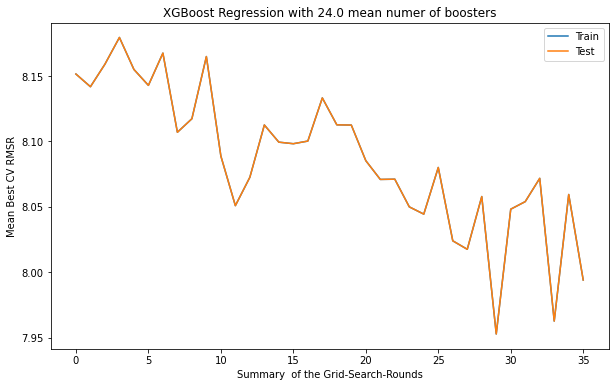 XGBoost Regression with 24.0 mean numer of boosters
Train
Test
Mean Best CV RMSR
8.15
8.10
8.05
8.00
7.95
0 5 10 15 20 25 30 35
Summary  of the Grid-Search-Rounds